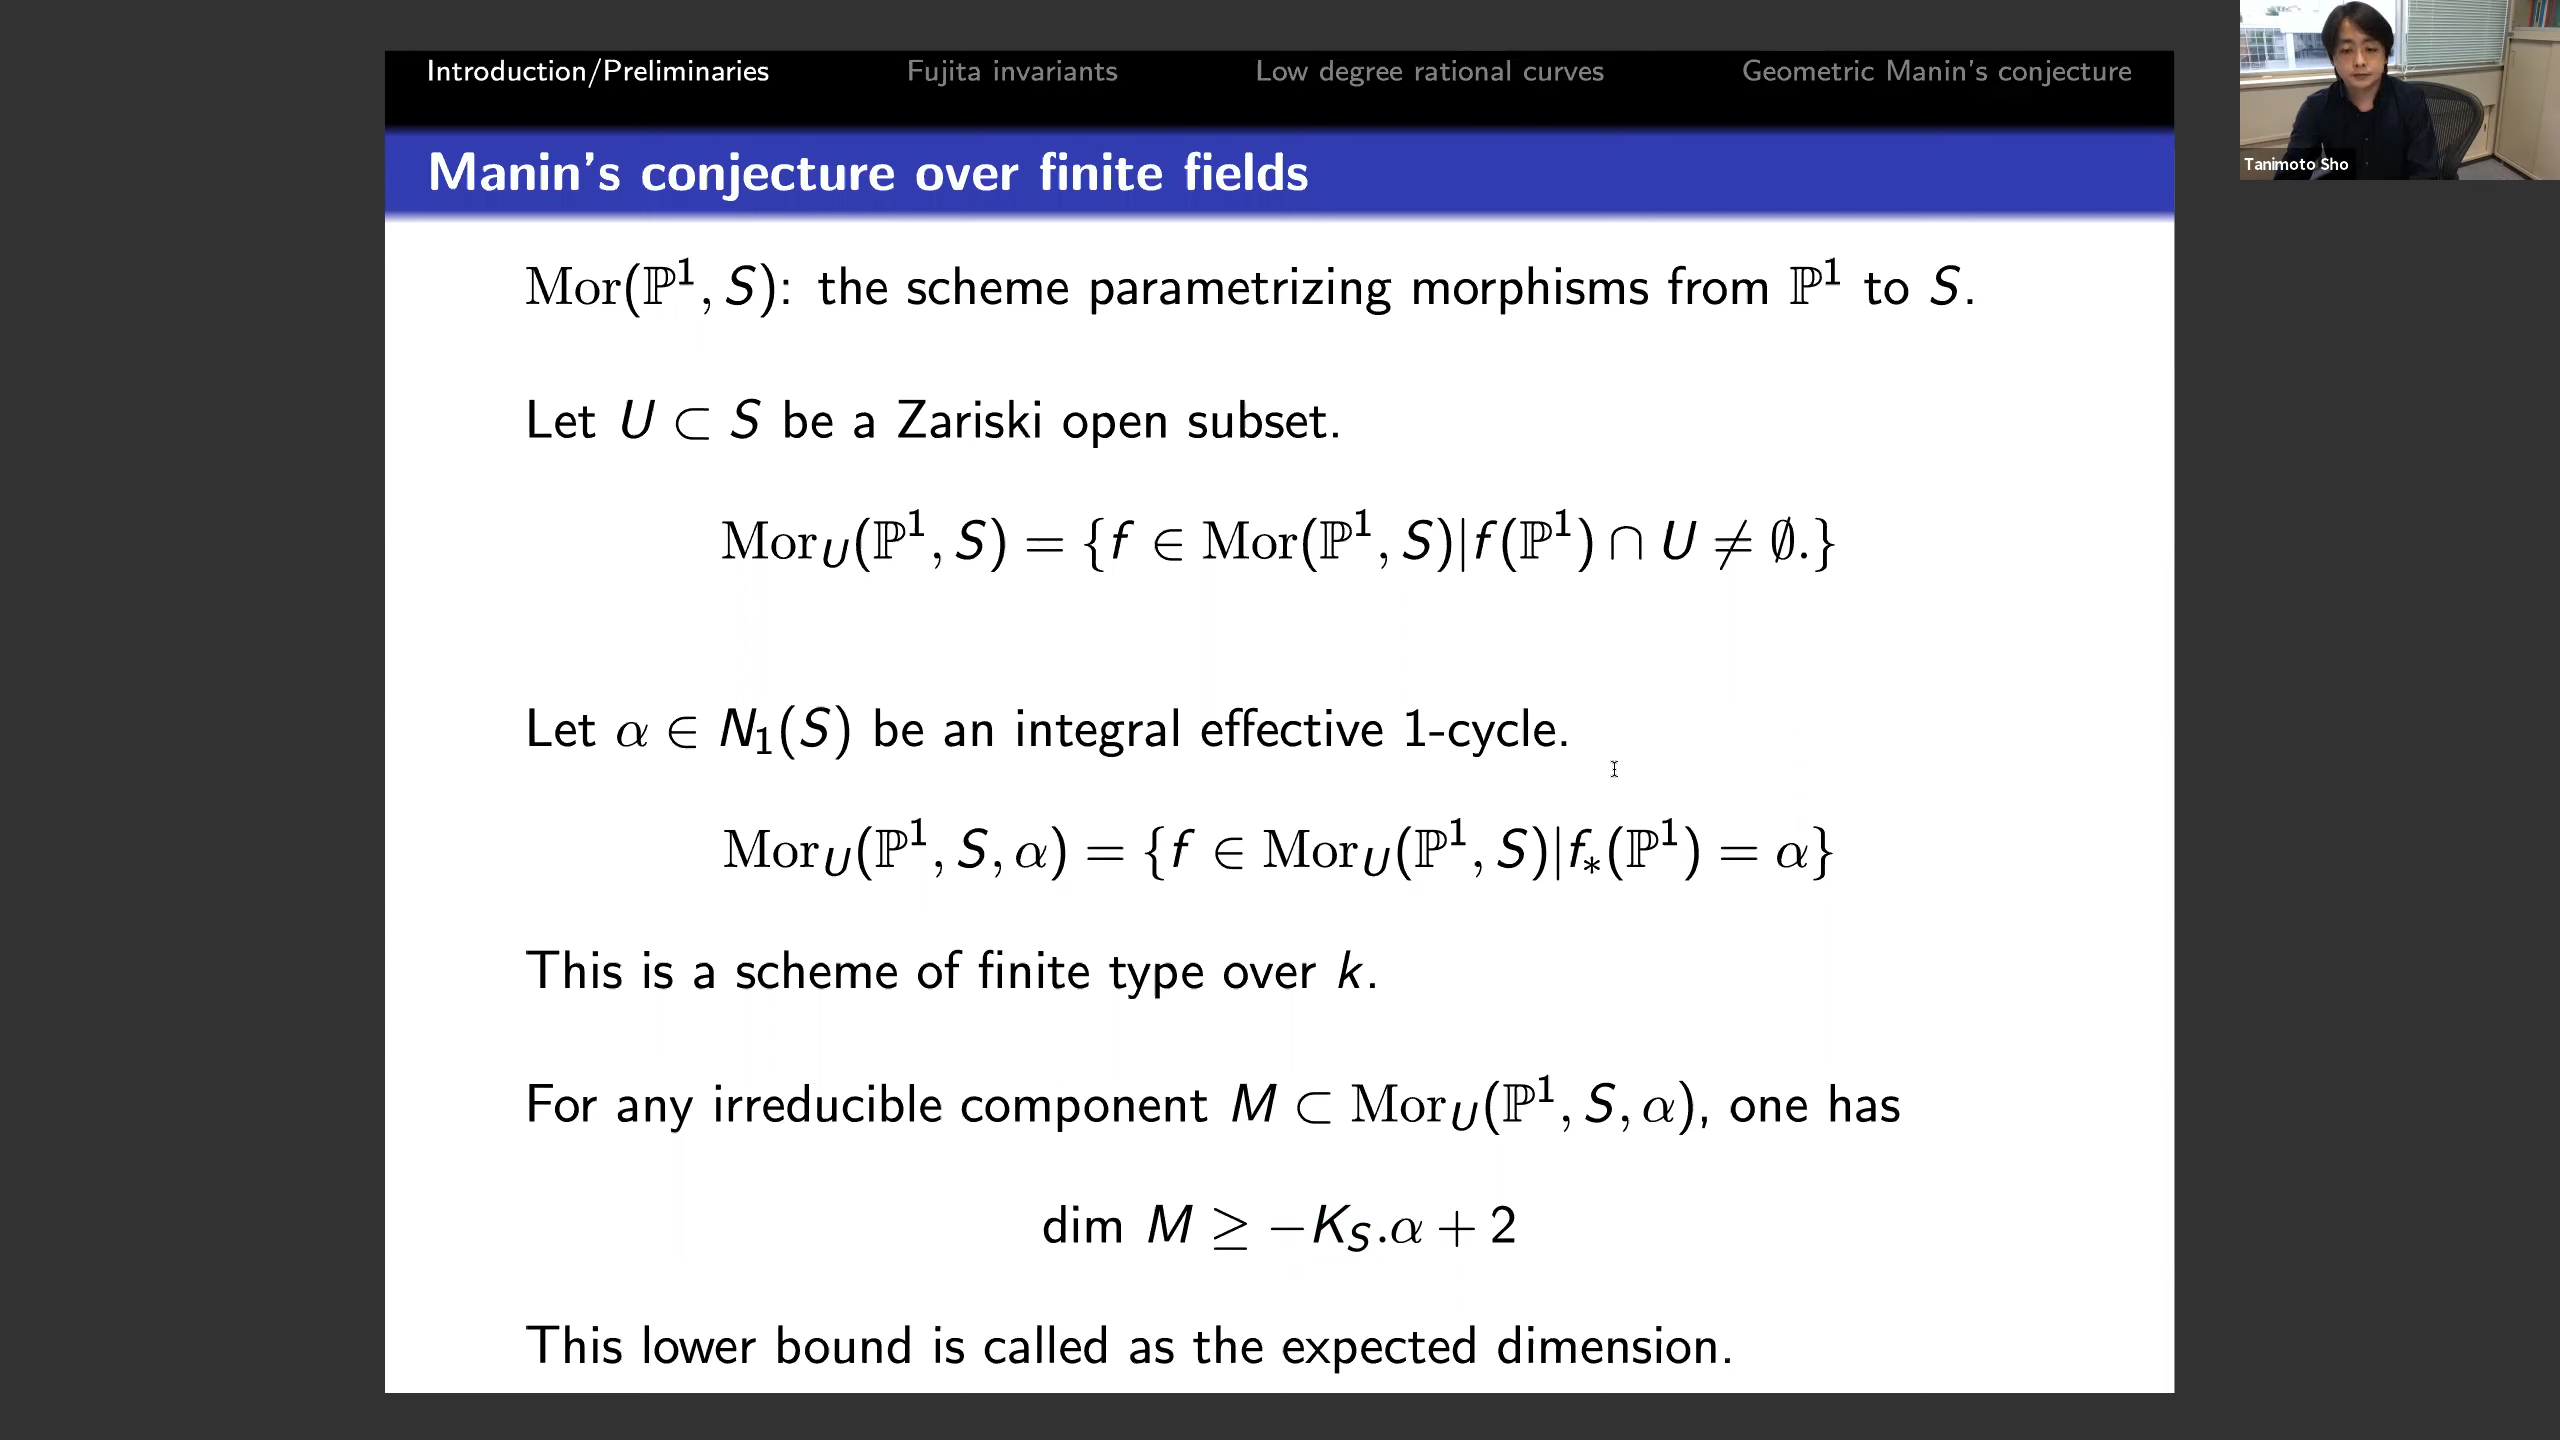 Introduction/Preliminaries Fujita invariants Low degree rational curves Geometric Manin's conjecture
Manin's conjecture over finite fields
Mor(ℙ¹, S): the scheme parametrizing morphisms from ℙ¹ to S.
Let U ⊂ S be a Zariski open subset.
Mor_U(ℙ¹, S) = {f ∈ Mor(ℙ¹, S)|f(ℙ¹) ∩ U ≠ ∅.}
Let α ∈ N₁(S) be an integral effective 1-cycle.
Mor_U(ℙ¹, S, α) = {f ∈ Mor_U(ℙ¹, S)|f_*(ℙ¹) = α}
This is a scheme of finite type over k.
For any irreducible component M ⊂ Mor_U(ℙ¹, S, α), one has
dim M ≥ −K_S.α + 2
This lower bound is called as the expected dimension.
Tanimoto Sho